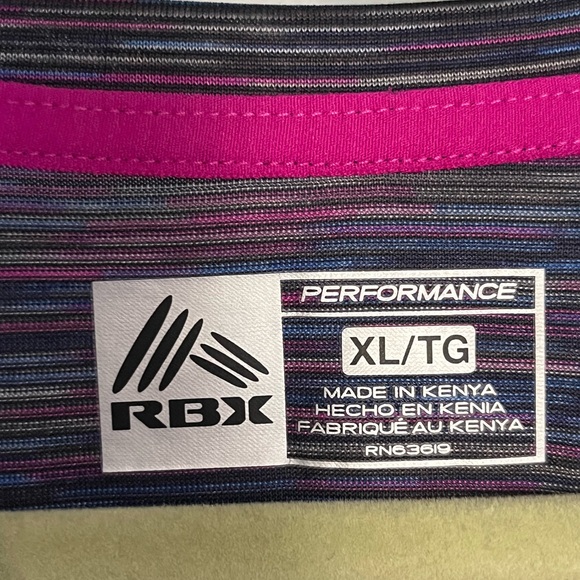 PERFORMANCE
XL/TG
RBX
MADE IN KENYA
HECHO EN KENIA
FABRIQUÉ AU KENYA
RN63619